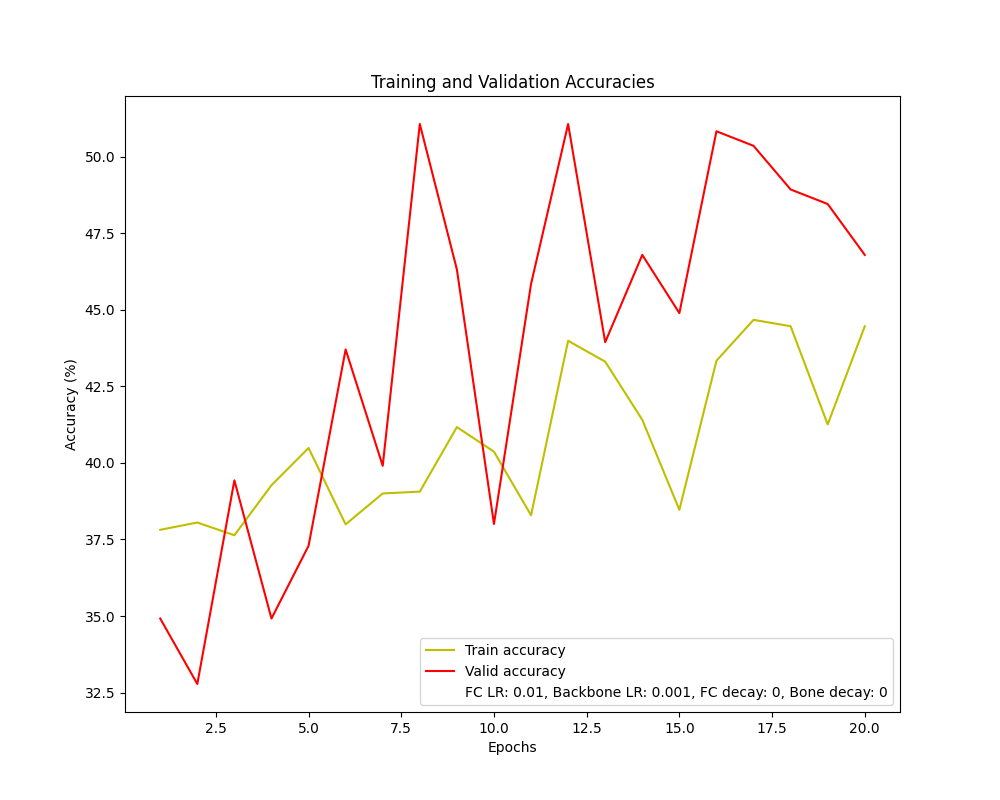 Training and Validation Accuracies
Accuracy (%)
50.0
47.5
45.0
42.5
40.0
37.5
35.0
32.5
Train accuracy
Valid accuracy
FC LR: 0.01, Backbone LR: 0.001, FC decay: 0, Bone decay: 0
2.5 5.0 7.5 10.0 12.5 15.0 17.5 20.0
Epochs